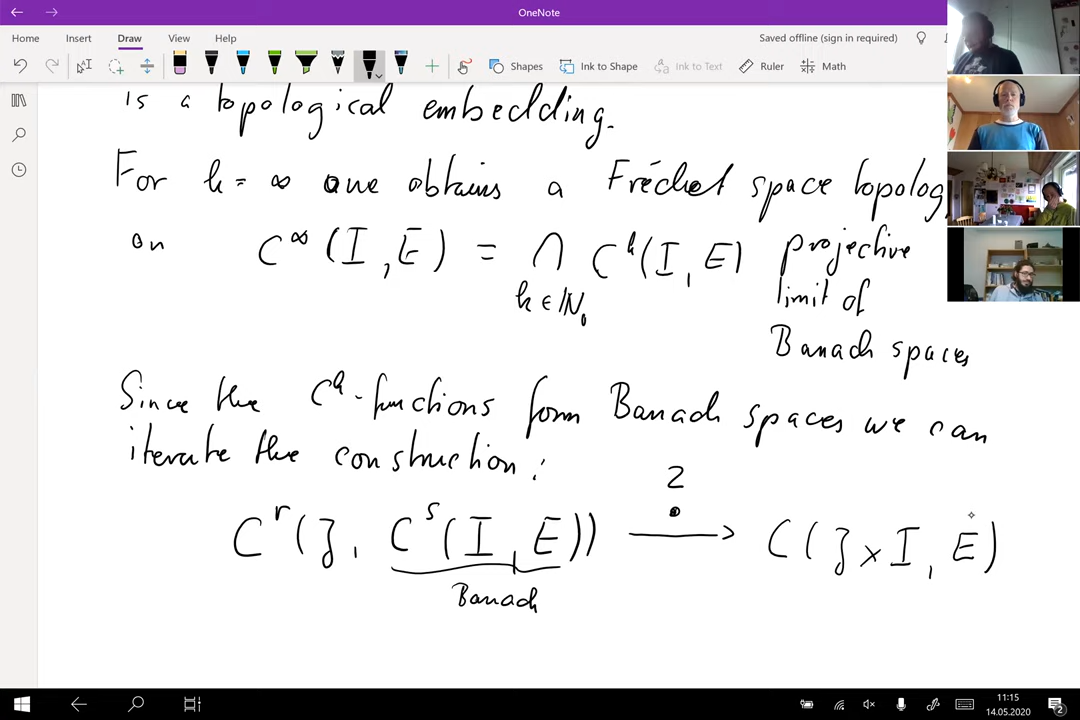 OneNote
Home Insert Draw View Help Saved offline (sign in required)
Shapes Ink to Shape Ink to Text Ruler Math
is a topological embedding.
For k = ∞ one obtains a Fréchet space topolog
on C^∞ (I, E) = ∩ C^k (I, E) projective
k ∈ ℕ₀ limit of
Banach spaces
Since the C^k-functions form Banach spaces we can
iterate the construction:
2
C^r (J, C^s (I, E)) → C(J × I, E)
Banach
11:15
14.05.2020
2